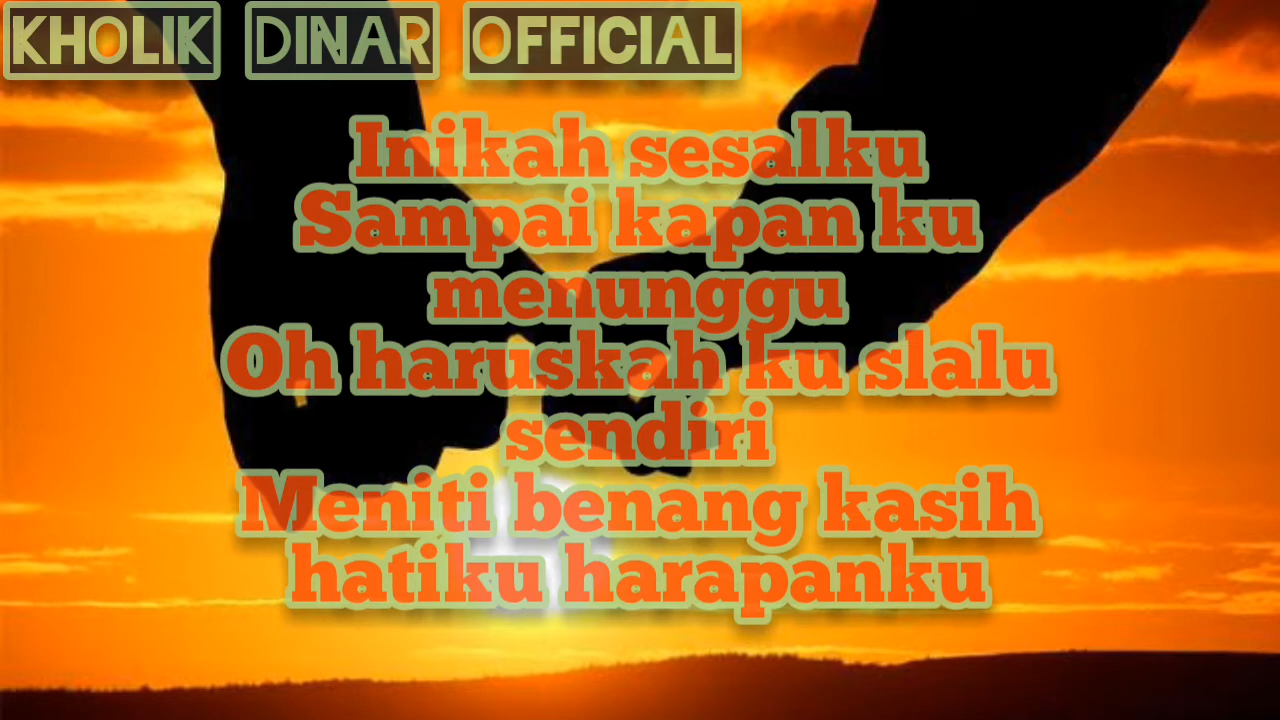 KHOLIK DINAR OFFICIAL
Inikah sesalku
Sampai kapan ku
menunggu
Oh haruskah ku slalu
sendiri
Meniti benang kasih
hatiku harapanku